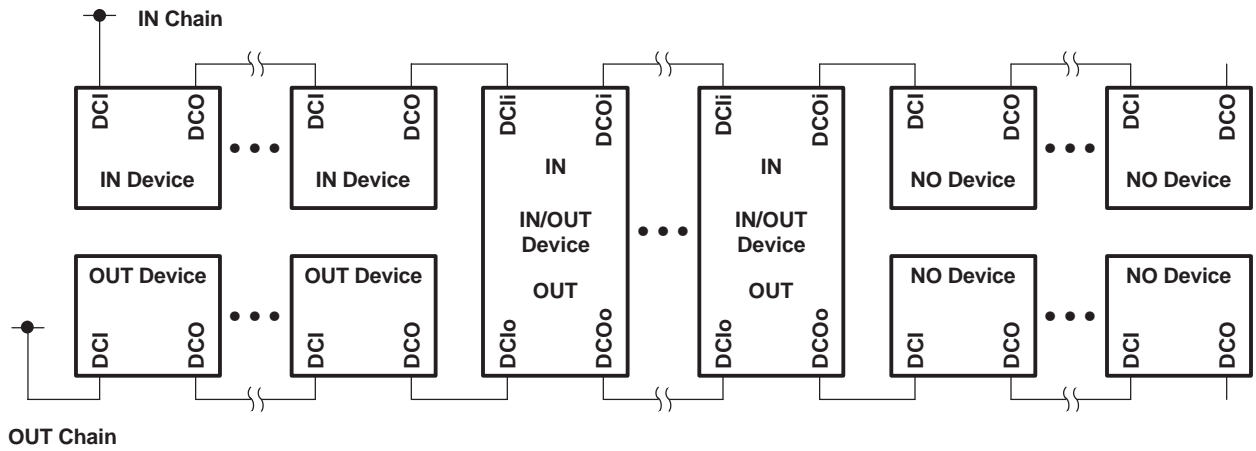 IN Chain
DCI
DCO
DCI
DCO
DCIi
DCOi
DCIi
DCOi
DCI
DCO
DCI
DCO
IN Device
IN Device
IN
IN/OUT
Device
OUT
IN
IN/OUT
Device
OUT
NO Device
NO Device
OUT Device
OUT Device
NO Device
NO Device
DCI
DCO
DCI
DCO
DCIo
DCOo
DCIo
DCOo
DCI
DCO
DCI
DCO
OUT Chain